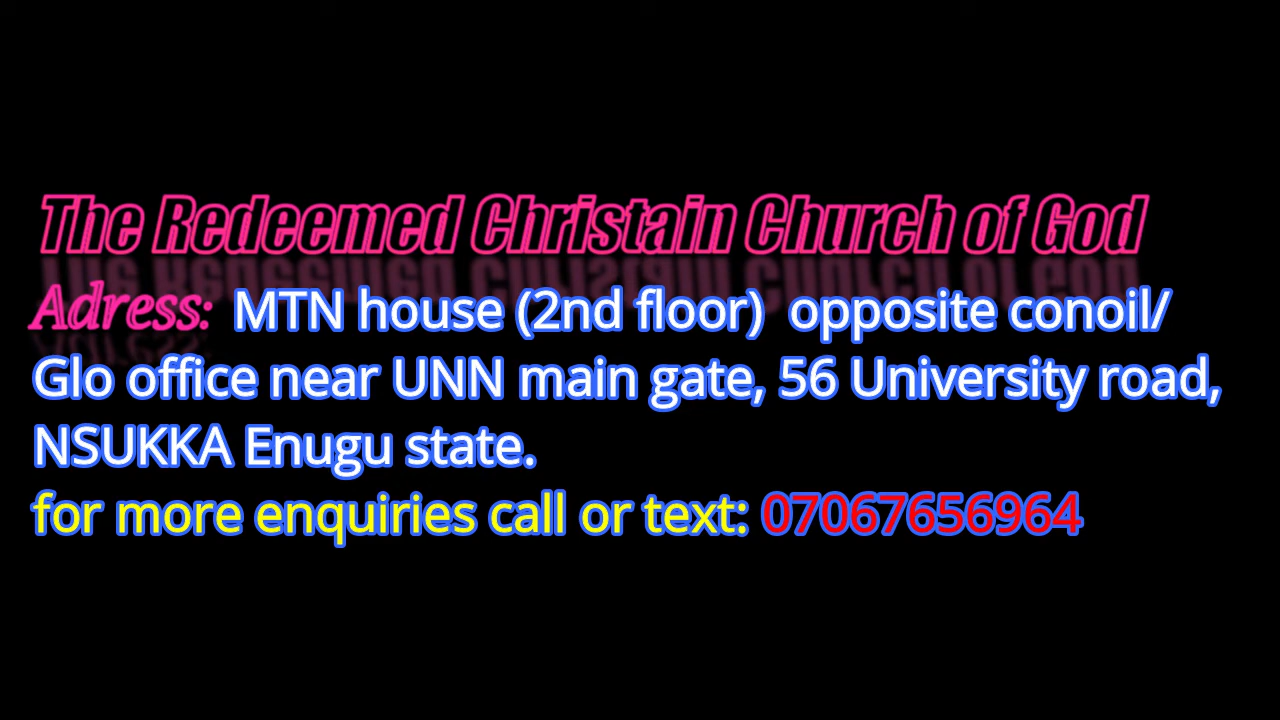 The Redeemed Christain Church of God
Adress: MTN house (2nd floor) opposite conoil/
Glo office near UNN main gate, 56 University road,
NSUKKA Enugu state.
for more enquiries call or text: 07067656964